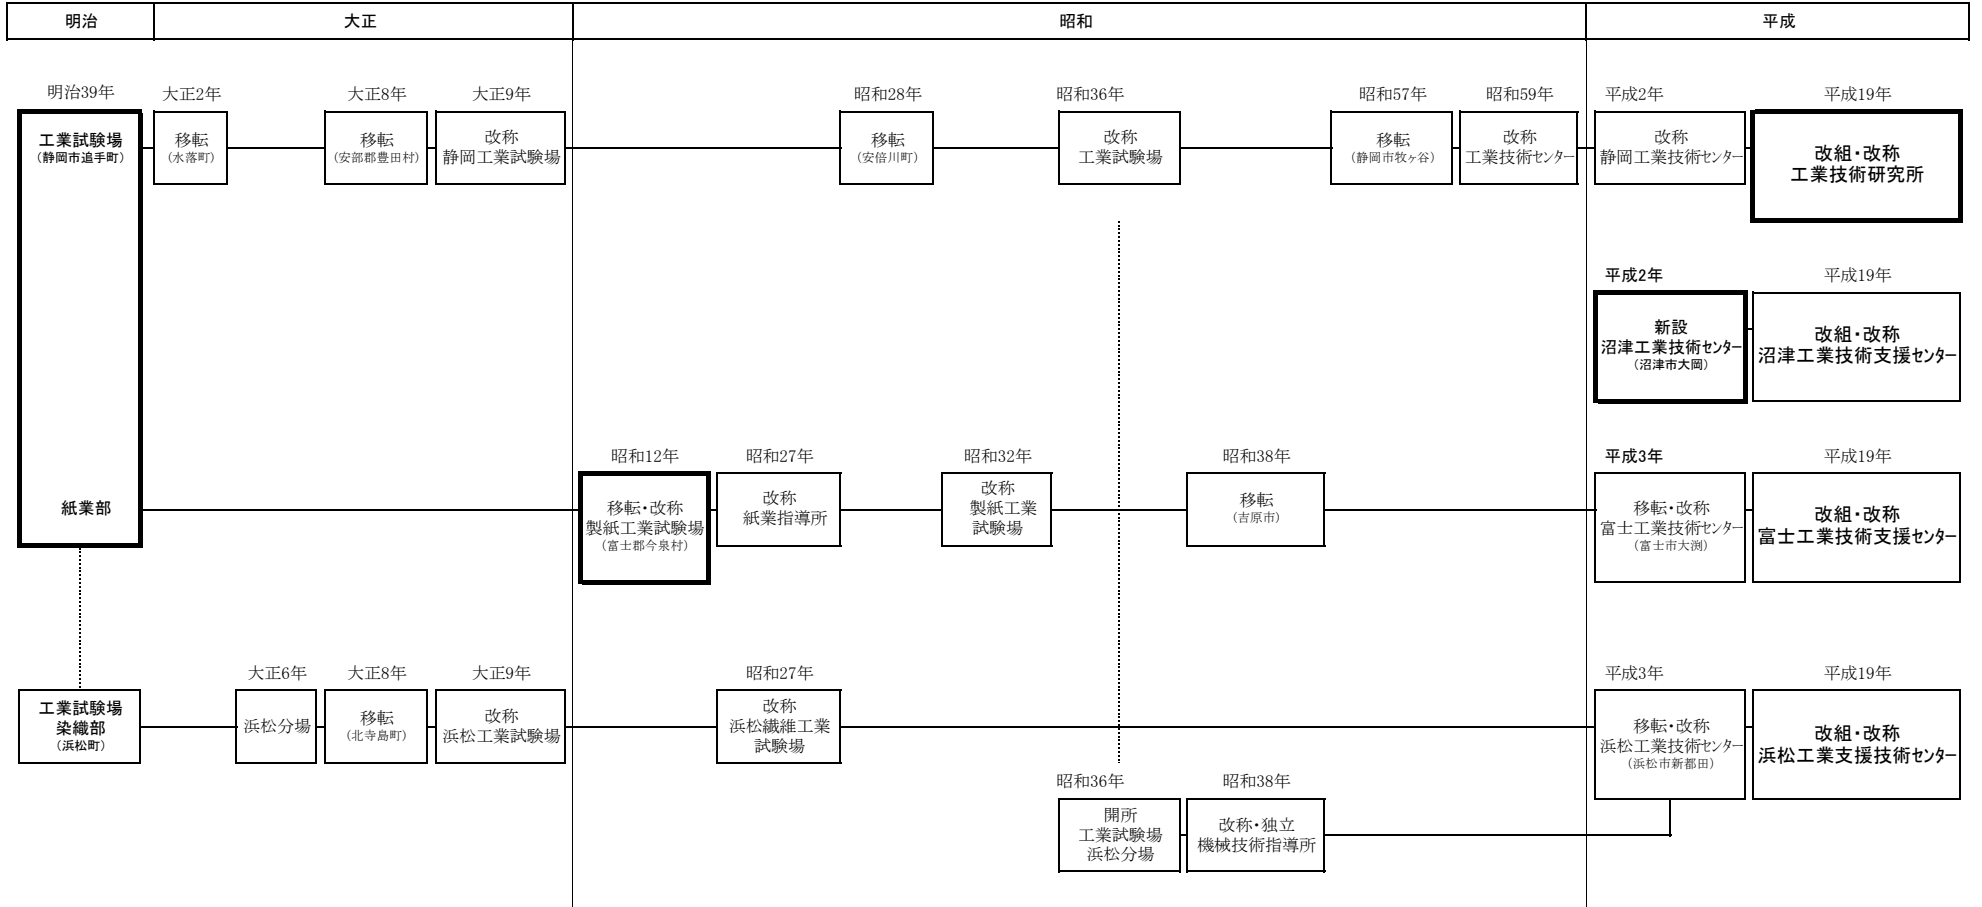 明治
大正
昭和
平成
明治39年
工業試験場
(静岡市追手町)
紙業部
大正2年
移転
(水落町)
大正8年
移転
(安部郡豊田村)
大正9年
改称
静岡工業試験場
昭和28年
移転
(安倍川町)
昭和36年
改称
工業試験場
昭和57年
移転
(静岡市牧ヶ谷)
昭和59年
改称
工業技術センター
平成2年
改称
静岡工業技術センター
平成19年
改組・改称
工業技術研究所
平成2年
新設
沼津工業技術センター
(沼津市大岡)
平成19年
改組・改称
沼津工業技術支援センター
昭和12年
移転・改称
製紙工業試験場
(富士郡今泉村)
昭和27年
改称
紙業指導所
昭和32年
改称
製紙工業
試験場
昭和38年
移転
(吉原市)
平成3年
移転・改称
富士工業技術センター
(富士市大渕)
平成19年
改組・改称
富士工業技術支援センター
工業試験場
染織部
(浜松町)
大正6年
浜松分場
大正8年
移転
(北寺島町)
大正9年
改称
浜松工業試験場
昭和27年
改称
浜松繊維工業
試験場
平成3年
移転・改称
浜松工業技術センター
(浜松市新都田)
平成19年
改組・改称
浜松工業支援技術センター
昭和36年
開所
工業試験場
浜松分場
昭和38年
改称・独立
機械技術指導所